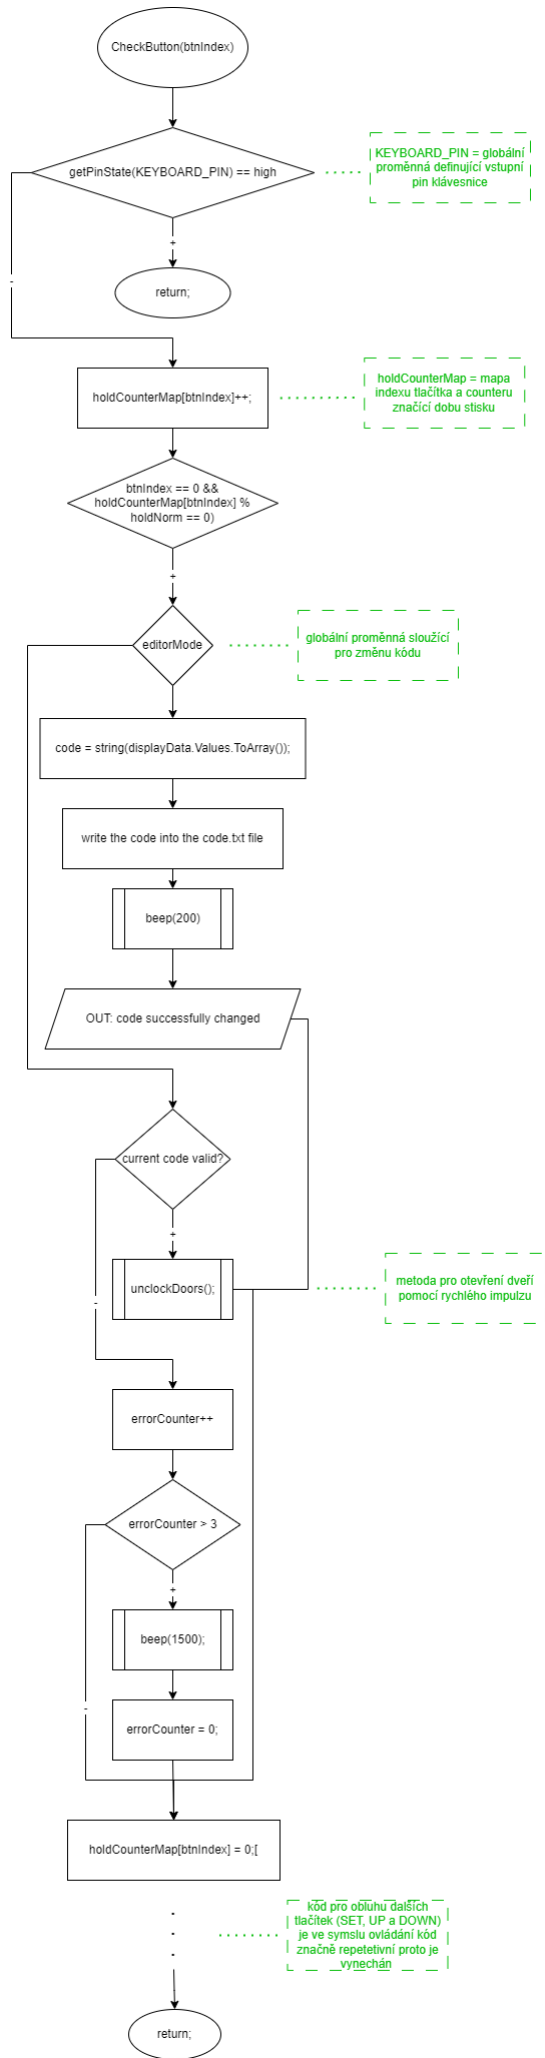 CheckButton(btnIndex)
getPinState(KEYBOARD_PIN) == high
KEYBOARD_PIN = globální
proměnná definující vstupní
pin klávesnice
+
return;
-
holdCounterMap[btnIndex]++;
holdCounterMap = mapa
indexu tlačítka a counteru
značící dobu stisku
btnIndex == 0 &&
holdCounterMap[btnIndex] %
holdNorm == 0)
+
editorMode
globální proměnná sloužící
pro změnu kódu
code = string(displayData.Values.ToArray());
write the code into the code.txt file
beep(200)
OUT: code successfully changed
current code valid?
+
unclockDoors();
metoda pro otevření dveří
pomocí rychlého impulzu
-
errorCounter++
errorCounter > 3
+
beep(1500);
-
errorCounter = 0;
holdCounterMap[btnIndex] = 0;[
.
.
.
kód pro obluhu dalších
tlačítek (SET, UP a DOWN)
je ve symslu ovládání kód
značně repetetivní proto je
vynechán
return;